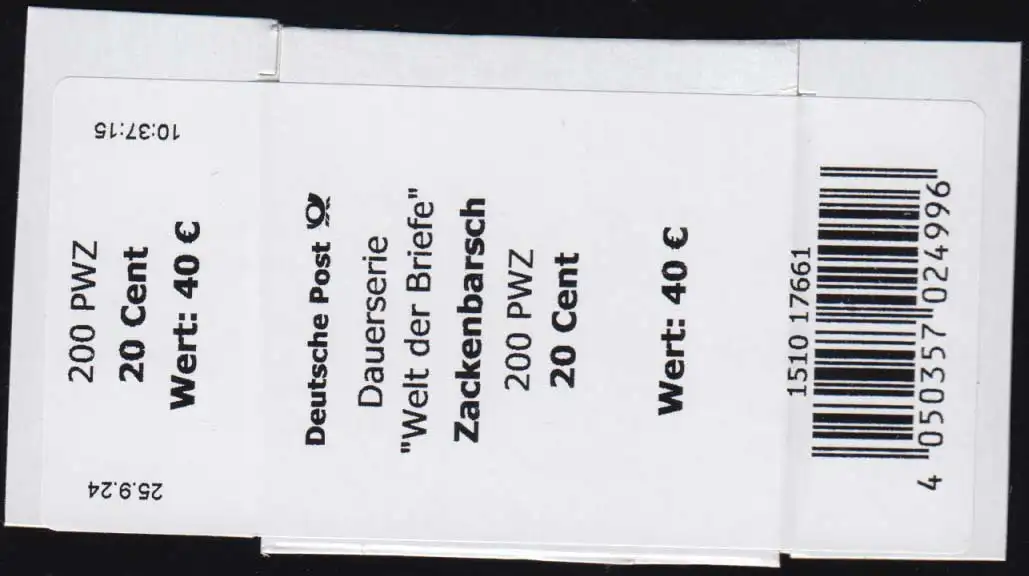 10:37:15
25.9.24
200 PWZ
20 Cent
Wert: 40 €
Deutsche Post
Dauerserie
"Welt der Briefe"
Zackenbarsch
200 PWZ
20 Cent
Wert: 40 €
1510 17661
4 050357 024996